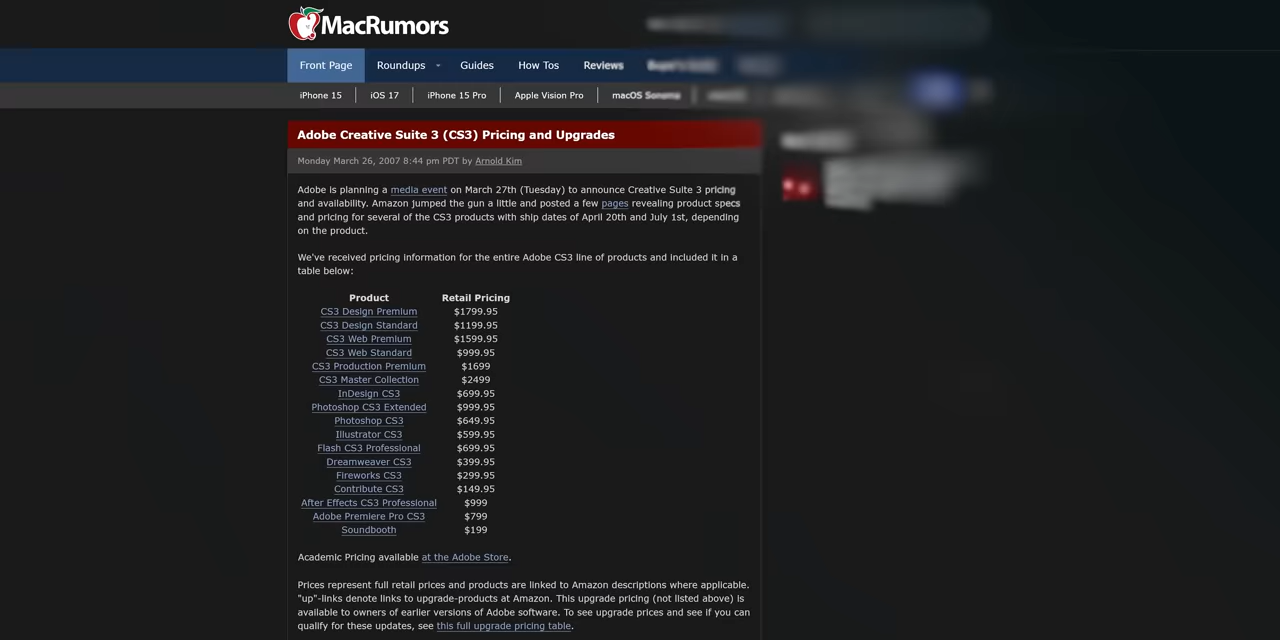 MacRumors
Front Page Roundups Guides How Tos Reviews
iPhone 15 iOS 17 iPhone 15 Pro Apple Vision Pro macOS Sonoma
Adobe Creative Suite 3 (CS3) Pricing and Upgrades
Monday March 26, 2007 8:44 pm PDT by Arnold Kim
Adobe is planning a media event on March 27th (Tuesday) to announce Creative Suite 3 pricing
and availability. Amazon jumped the gun a little and posted a few pages revealing product specs
and pricing for several of the CS3 products with ship dates of April 20th and July 1st, depending
on the product.
We've received pricing information for the entire Adobe CS3 line of products and included it in a
table below:
Product Retail Pricing
CS3 Design Premium $1799.95
CS3 Design Standard $1199.95
CS3 Web Premium $1599.95
CS3 Web Standard $999.95
CS3 Production Premium $1699
CS3 Master Collection $2499
InDesign CS3 $699.95
Photoshop CS3 Extended $999.95
Photoshop CS3 $649.95
Illustrator CS3 $599.95
Flash CS3 Professional $699.95
Dreamweaver CS3 $399.95
Fireworks CS3 $299.95
Contribute CS3 $149.95
After Effects CS3 Professional $999
Adobe Premiere Pro CS3 $799
Soundbooth $199
Academic Pricing available at the Adobe Store.
Prices represent full retail prices and products are linked to Amazon descriptions where applicable.
"up"-links denote links to upgrade-products at Amazon. This upgrade pricing (not listed above) is
available to owners of earlier versions of Adobe software. To see upgrade prices and see if you can
qualify for these updates, see this full upgrade pricing table.